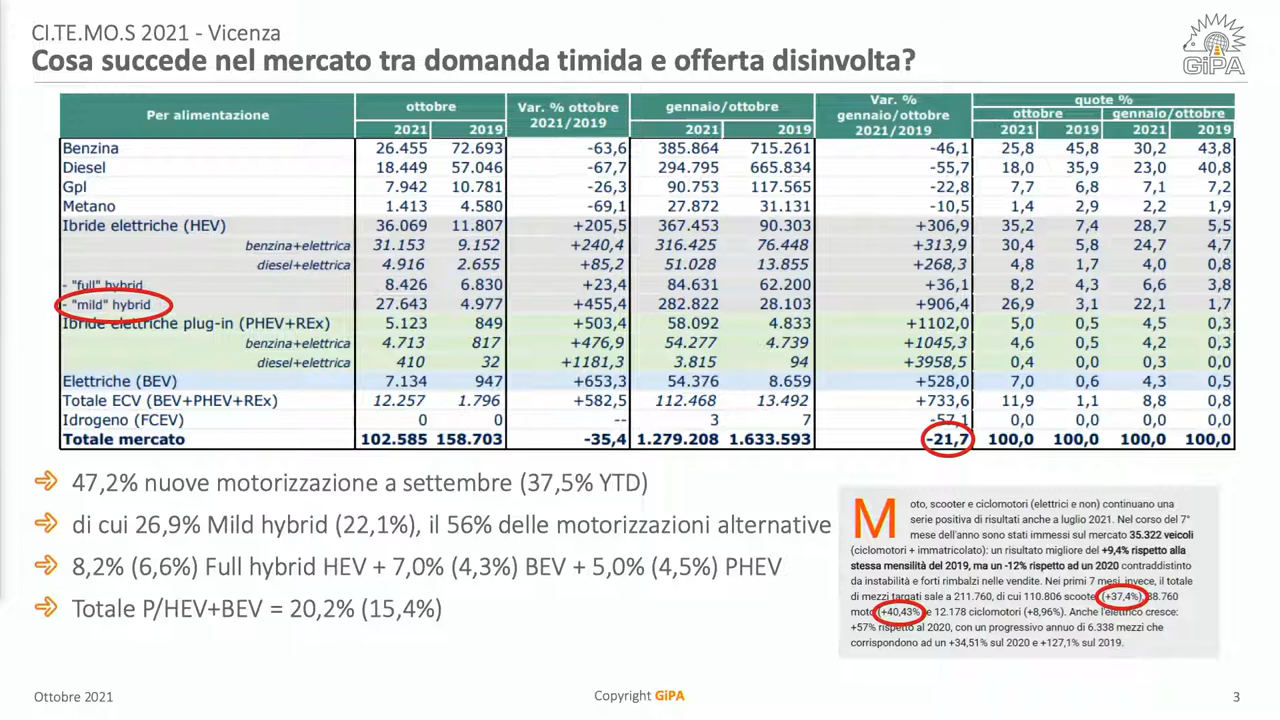 CI.TE.MO.S 2021 - Vicenza
Cosa succede nel mercato tra domanda timida e offerta disinvolta?
GiPA
Per alimentazione ottobre Var. % ottobre 2021/2019 gennaio/ottobre Var. % gennaio/ottobre 2021/2019 quote %
ottobre gennaio/ottobre
2021 2019 2021 2019 2021 2019 2021 2019
Benzina 26.455 72.693 -63,6 385.864 715.261 -46,1 25,8 45,8 30,2 43,8
Diesel 18.449 57.046 -67,7 294.795 665.834 -55,7 18,0 35,9 23,0 40,8
Gpl 7.942 10.781 -26,3 90.753 117.565 -22,8 7,7 6,8 7,1 7,2
Metano 1.413 4.580 -69,1 27.872 31.131 -10,5 1,4 2,9 2,2 1,9
Ibride elettriche (HEV) 36.069 11.807 +205,5 367.453 90.303 +306,9 35,2 7,4 28,7 5,5
benzina+elettrica 31.153 9.152 +240,4 316.425 76.448 +313,9 30,4 5,8 24,7 4,7
diesel+elettrica 4.916 2.655 +85,2 51.028 13.855 +268,3 4,8 1,7 4,0 0,8
- "full" hybrid 8.426 6.830 +23,4 84.631 62.200 +36,1 8,2 4,3 6,6 3,8
- "mild" hybrid 27.643 4.977 +455,4 282.822 28.103 +906,4 26,9 3,1 22,1 1,7
Ibride elettriche plug-in (PHEV+REx) 5.123 849 +503,4 58.092 4.833 +1102,0 5,0 0,5 4,5 0,3
benzina+elettrica 4.713 817 +476,9 54.277 4.739 +1045,3 4,6 0,5 4,2 0,3
diesel+elettrica 410 32 +1181,3 3.815 94 +3958,5 0,4 0,0 0,3 0,0
Elettriche (BEV) 7.134 947 +653,3 54.376 8.659 +528,0 7,0 0,6 4,3 0,5
Totale ECV (BEV+PHEV+REx) 12.257 1.796 +582,5 112.468 13.492 +733,6 11,9 1,1 8,8 0,8
Idrogeno (FCEV) 0 0 -- 3 7 -57,1 0,0 0,0 0,0 0,0
Totale mercato 102.585 158.703 -35,4 1.279.208 1.633.593 -21,7 100,0 100,0 100,0 100,0
47,2% nuove motorizzazione a settembre (37,5% YTD)
di cui 26,9% Mild hybrid (22,1%), il 56% delle motorizzazioni alternative
8,2% (6,6%) Full hybrid HEV + 7,0% (4,3%) BEV + 5,0% (4,5%) PHEV
Totale P/HEV+BEV = 20,2% (15,4%)
Moto, scooter e ciclomotori (elettrici e non) continuano una
serie positiva di risultati anche a luglio 2021. Nel corso del 7°
mese dell'anno sono stati immessi sul mercato 35.322 veicoli
(ciclomotori + immatricolato): un risultato migliore del +9,4% rispetto alla
stessa mensilità del 2019, ma un -12% rispetto ad un 2020 contraddistinto
da instabilità e forti rimbalzi nelle vendite. Nei primi 7 mesi, invece, il totale
di mezzi targati sale a 211.760, di cui 110.806 scooter (+37,4%), 88.760
moto (+40,43%) e 12.178 ciclomotori (+8,96%). Anche l'elettrico cresce:
+57% rispetto al 2020, con un progressivo annuo di 6.338 mezzi che
corrispondono ad un +34,51% sul 2020 e +127,1% sul 2019.
Ottobre 2021
Copyright GiPA
3